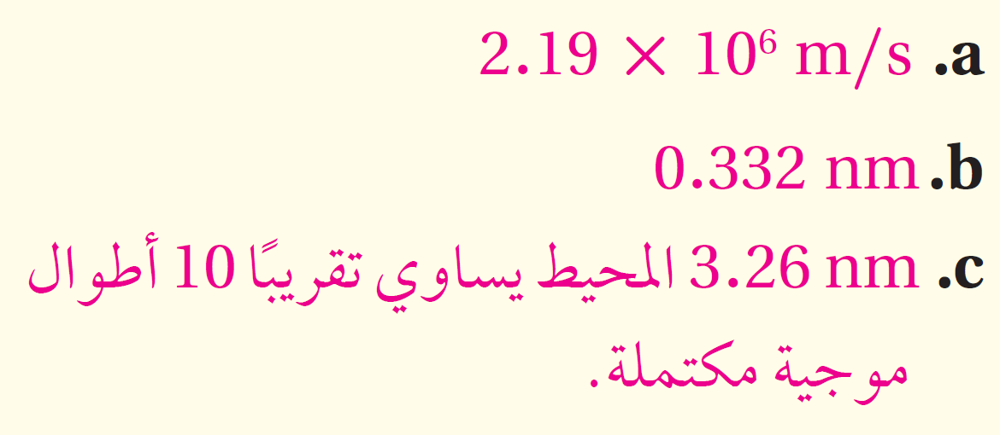 a. 2.19 × 10⁶ m/s
b. 0.332 nm
c. 3.26 nm المحيط يساوي تقريبًا 10 أطوال
موجية مكتملة.